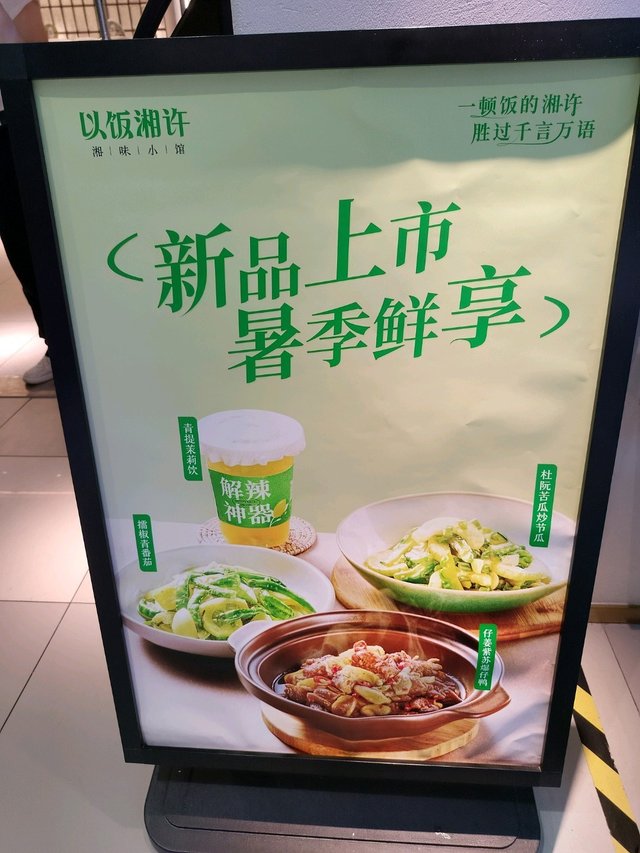 以饭湘许
湘|味|小|馆
一顿饭的湘许
胜过千言万语
新品上市
暑季鲜享
青提茉莉饮
解辣
神器
擂椒青番茄
杜阮苦瓜炒节瓜
仔姜紫苏爆仔鸭